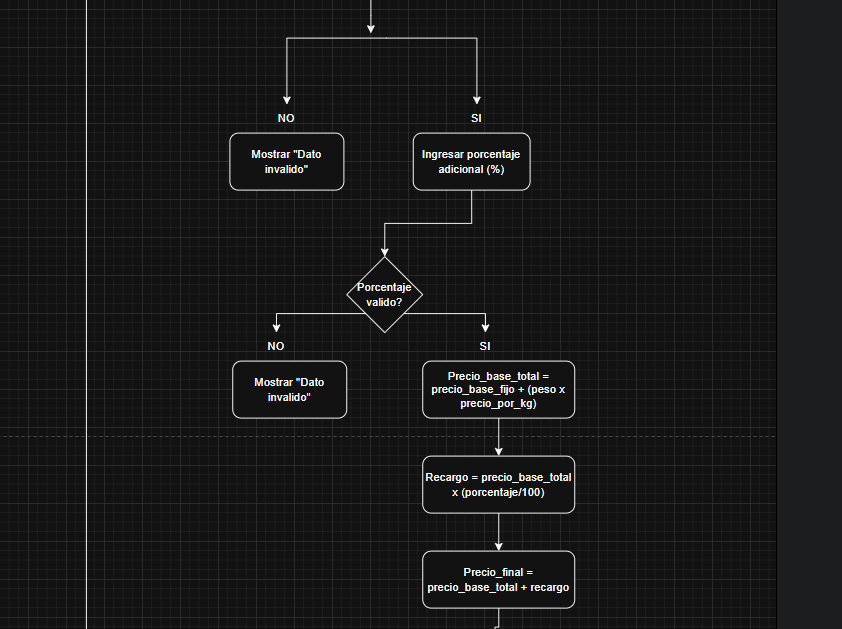 NO
SI
Mostrar "Dato
invalido"
Ingresar porcentaje
adicional (%)
Porcentaje
valido?
NO
SI
Mostrar "Dato
invalido"
Precio_base_total =
precio_base_fijo + (peso x
precio_por_kg)
Recargo = precio_base_total
x (porcentaje/100)
Precio_final =
precio_base_total + recargo